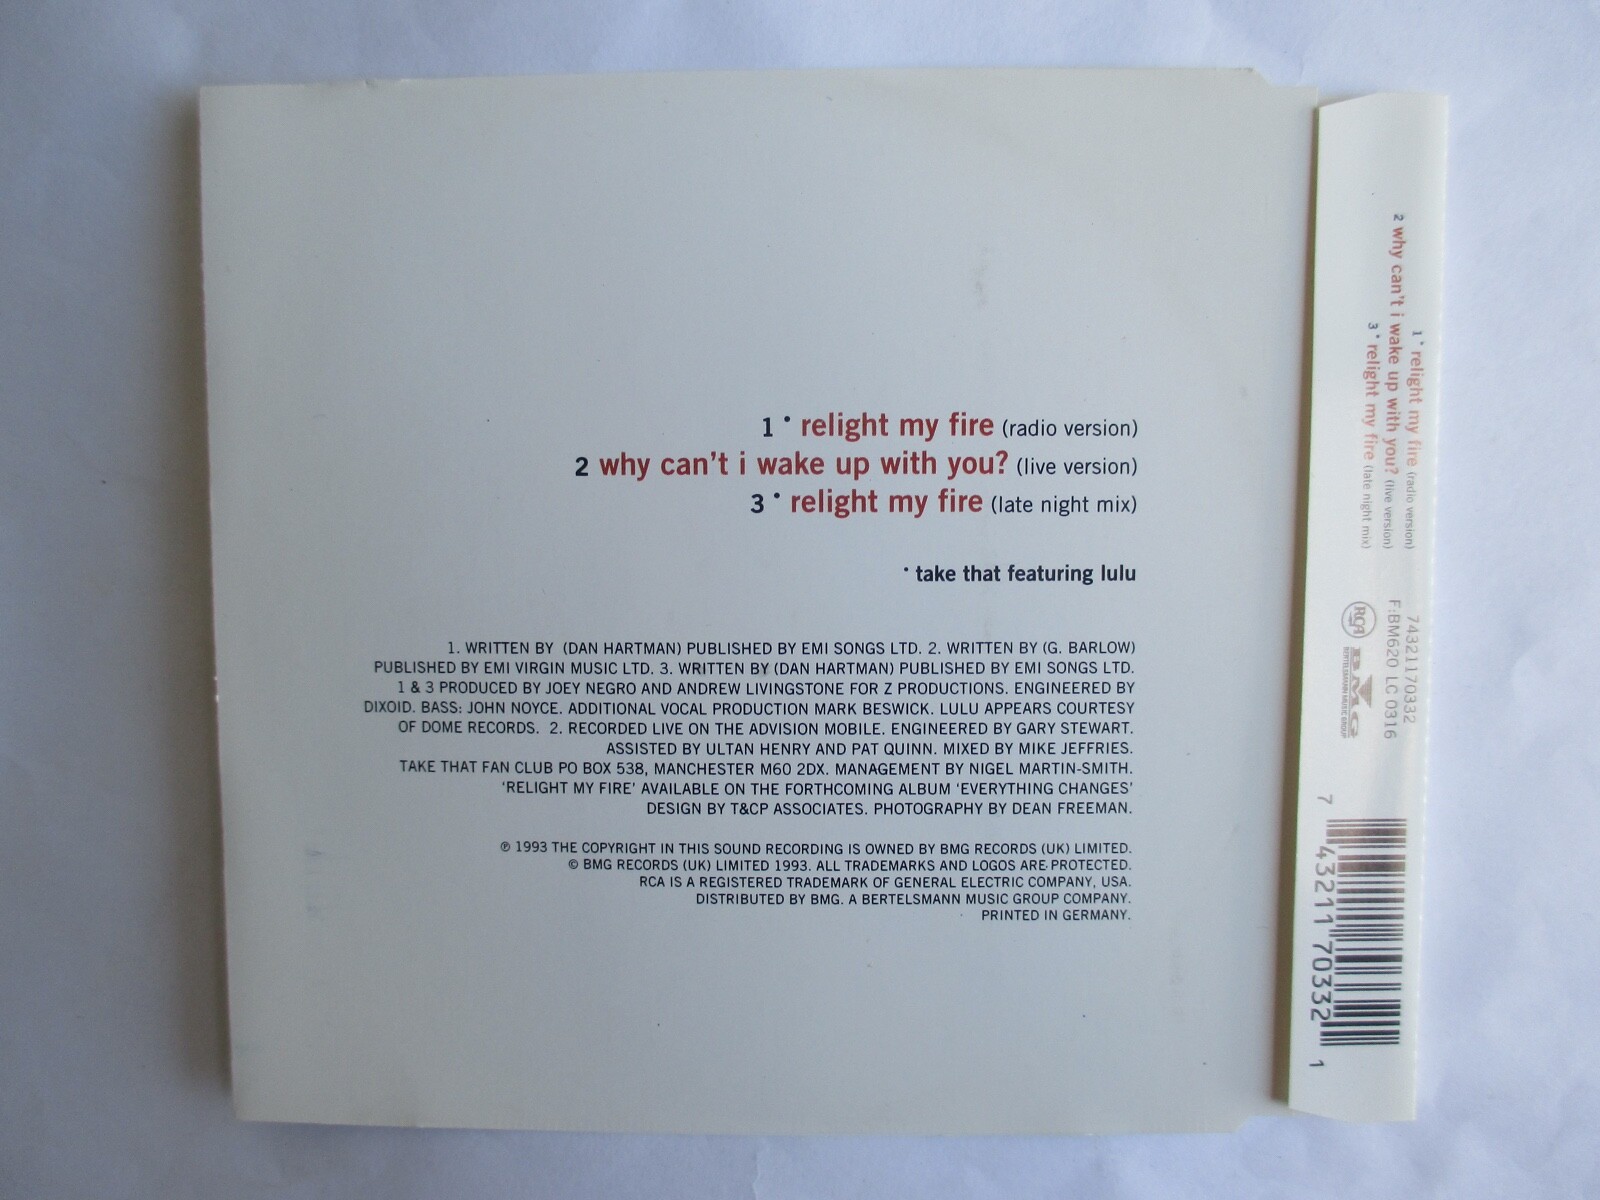 1 • relight my fire (radio version)
2 why can't i wake up with you? (live version)
3 • relight my fire (late night mix)
• take that featuring lulu
1. WRITTEN BY (DAN HARTMAN) PUBLISHED BY EMI SONGS LTD. 2. WRITTEN BY (G. BARLOW)
PUBLISHED BY EMI VIRGIN MUSIC LTD. 3. WRITTEN BY (DAN HARTMAN) PUBLISHED BY EMI SONGS LTD.
1 & 3 PRODUCED BY JOEY NEGRO AND ANDREW LIVINGSTONE FOR Z PRODUCTIONS. ENGINEERED BY
DIXOID. BASS: JOHN NOYCE. ADDITIONAL VOCAL PRODUCTION MARK BESWICK. LULU APPEARS COURTESY
OF DOME RECORDS. 2. RECORDED LIVE ON THE ADVISION MOBILE. ENGINEERED BY GARY STEWART.
ASSISTED BY ULTAN HENRY AND PAT QUINN. MIXED BY MIKE JEFFRIES.
TAKE THAT FAN CLUB PO BOX 538, MANCHESTER M60 2DX. MANAGEMENT BY NIGEL MARTIN-SMITH.
'RELIGHT MY FIRE' AVAILABLE ON THE FORTHCOMING ALBUM 'EVERYTHING CHANGES'
DESIGN BY T&CP ASSOCIATES. PHOTOGRAPHY BY DEAN FREEMAN.
℗ 1993 THE COPYRIGHT IN THIS SOUND RECORDING IS OWNED BY BMG RECORDS (UK) LIMITED.
© BMG RECORDS (UK) LIMITED 1993. ALL TRADEMARKS AND LOGOS ARE PROTECTED.
RCA IS A REGISTERED TRADEMARK OF GENERAL ELECTRIC COMPANY, USA.
DISTRIBUTED BY BMG. A BERTELSMANN MUSIC GROUP COMPANY.
PRINTED IN GERMANY.
1 • relight my fire (radio version)
2 why can't i wake up with you? (live version)
3 • relight my fire (late night mix)
74321170332
F:BM620 LC 0316
RCA
BMG
BERTELSMANN MUSIC GROUP
7 43211 70332 1